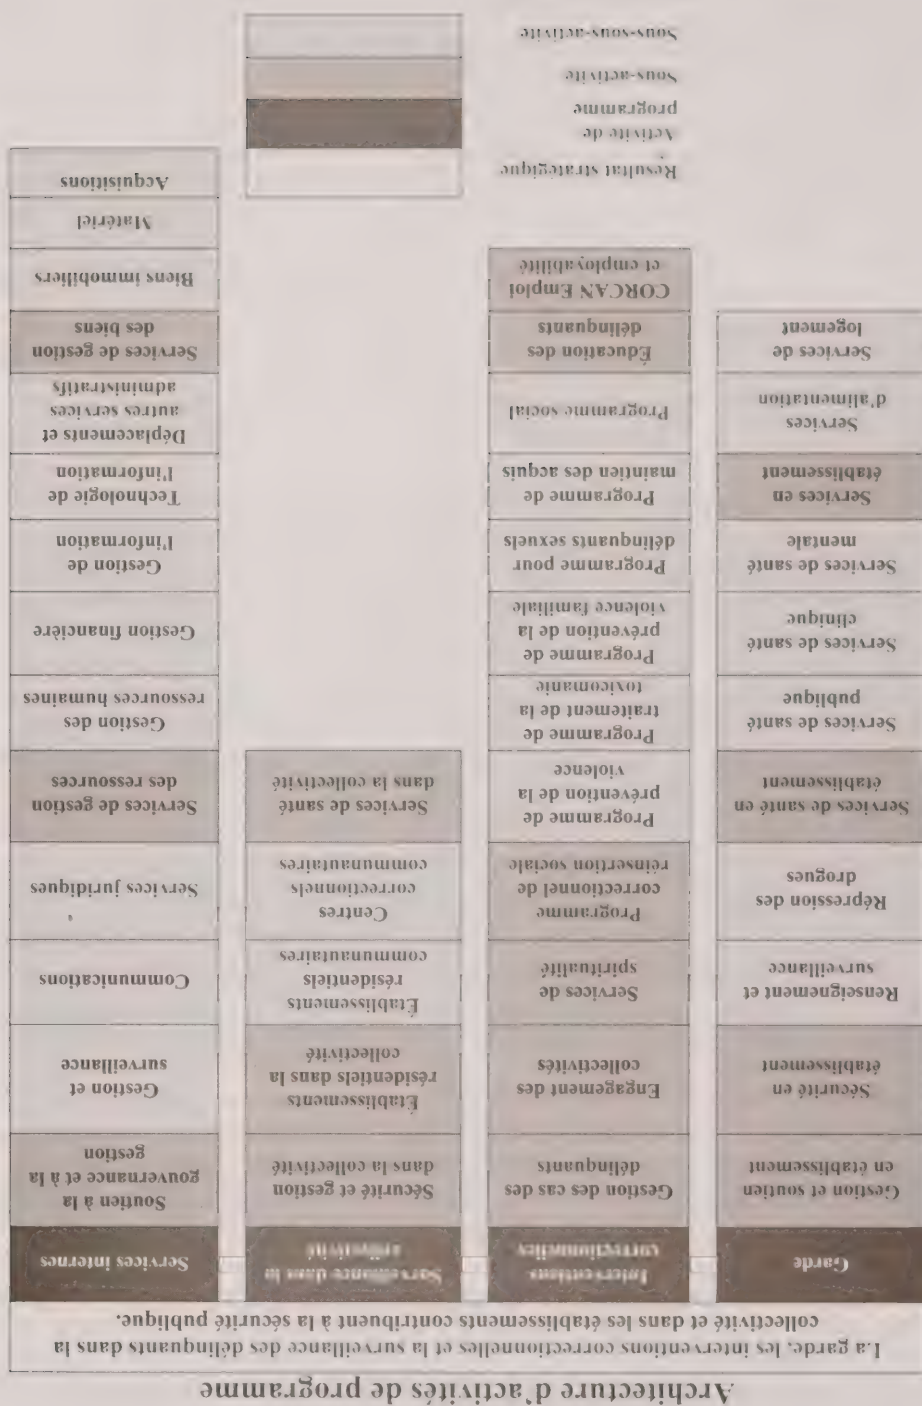 Architecture d'activités de programme
La garde, les interventions correctionnelles et la surveillance des délinquants dans la
collectivité et dans les établissements contribuent à la sécurité publique.
Garde
Gestion et soutien
en établissement
Sécurité en
établissement
Renseignement et
surveillance
Répression des
drogues
Services de santé en
établissement
Services de santé
publique
Services de santé
clinique
Services de santé
mentale
Services en
établissement
Services
d'alimentation
Services de
logement
Interventions
correctionnelles
Gestion des cas des
délinquants
Engagement des
collectivités
Services de
spiritualité
Programme
correctionnel de
réinsertion sociale
Programme de
prévention de la
violence
Programme de
traitement de la
toxicomanie
Programme de
prévention de la
violence familiale
Programme pour
délinquants sexuels
Programme de
maintien des acquis
Programme social
Éducation des
délinquants
CORCAN Emploi
et employabilité
Surveillance dans la
collectivité
Sécurité et gestion
dans la collectivité
Établissements
résidentiels dans la
collectivité
Établissements
résidentiels
communautaires
Centres
correctionnels
communautaires
Services de santé
dans la collectivité
Services internes
Soutien à la
gouvernance et à la
gestion
Gestion et
surveillance
Communications
Services juridiques
Services de gestion
des ressources
Gestion des
ressources humaines
Gestion financière
Gestion de
l'information
Technologie de
l'information
Déplacements et
autres services
administratifs
Services de gestion
des biens
Biens immobiliers
Matériel
Acquisitions
Résultat stratégique
Activité de
programme
Sous-activité
Sous-sous-activité